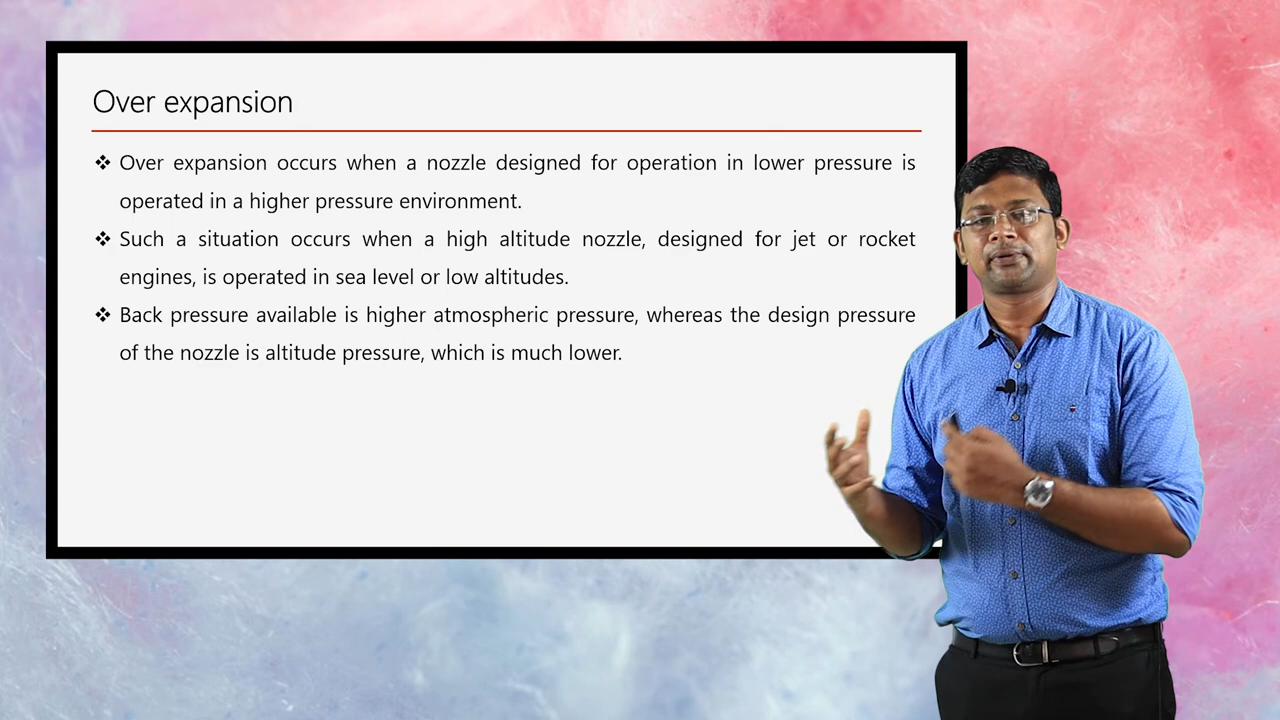 Over expansion
❖ Over expansion occurs when a nozzle designed for operation in lower pressure is
operated in a higher pressure environment.
❖ Such a situation occurs when a high altitude nozzle, designed for jet or rocket
engines, is operated in sea level or low altitudes.
❖ Back pressure available is higher atmospheric pressure, whereas the design pressure
of the nozzle is altitude pressure, which is much lower.